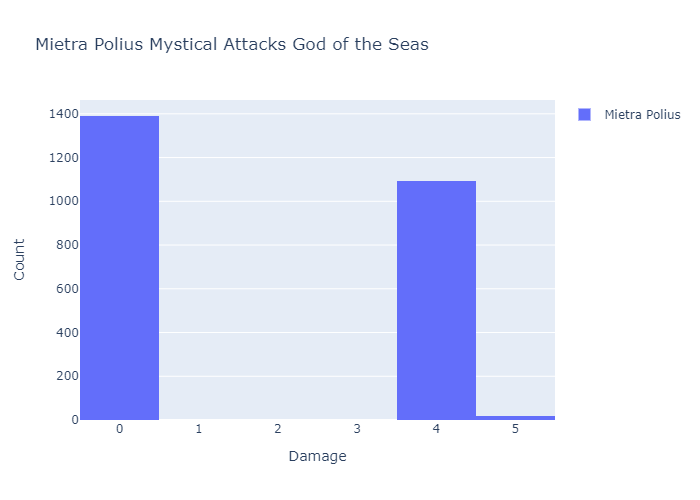 Mietra Polius Mystical Attacks God of the Seas
Mietra Polius
1400
1200
1000
800
600
400
200
0
Count
0 1 2 3 4 5
Damage